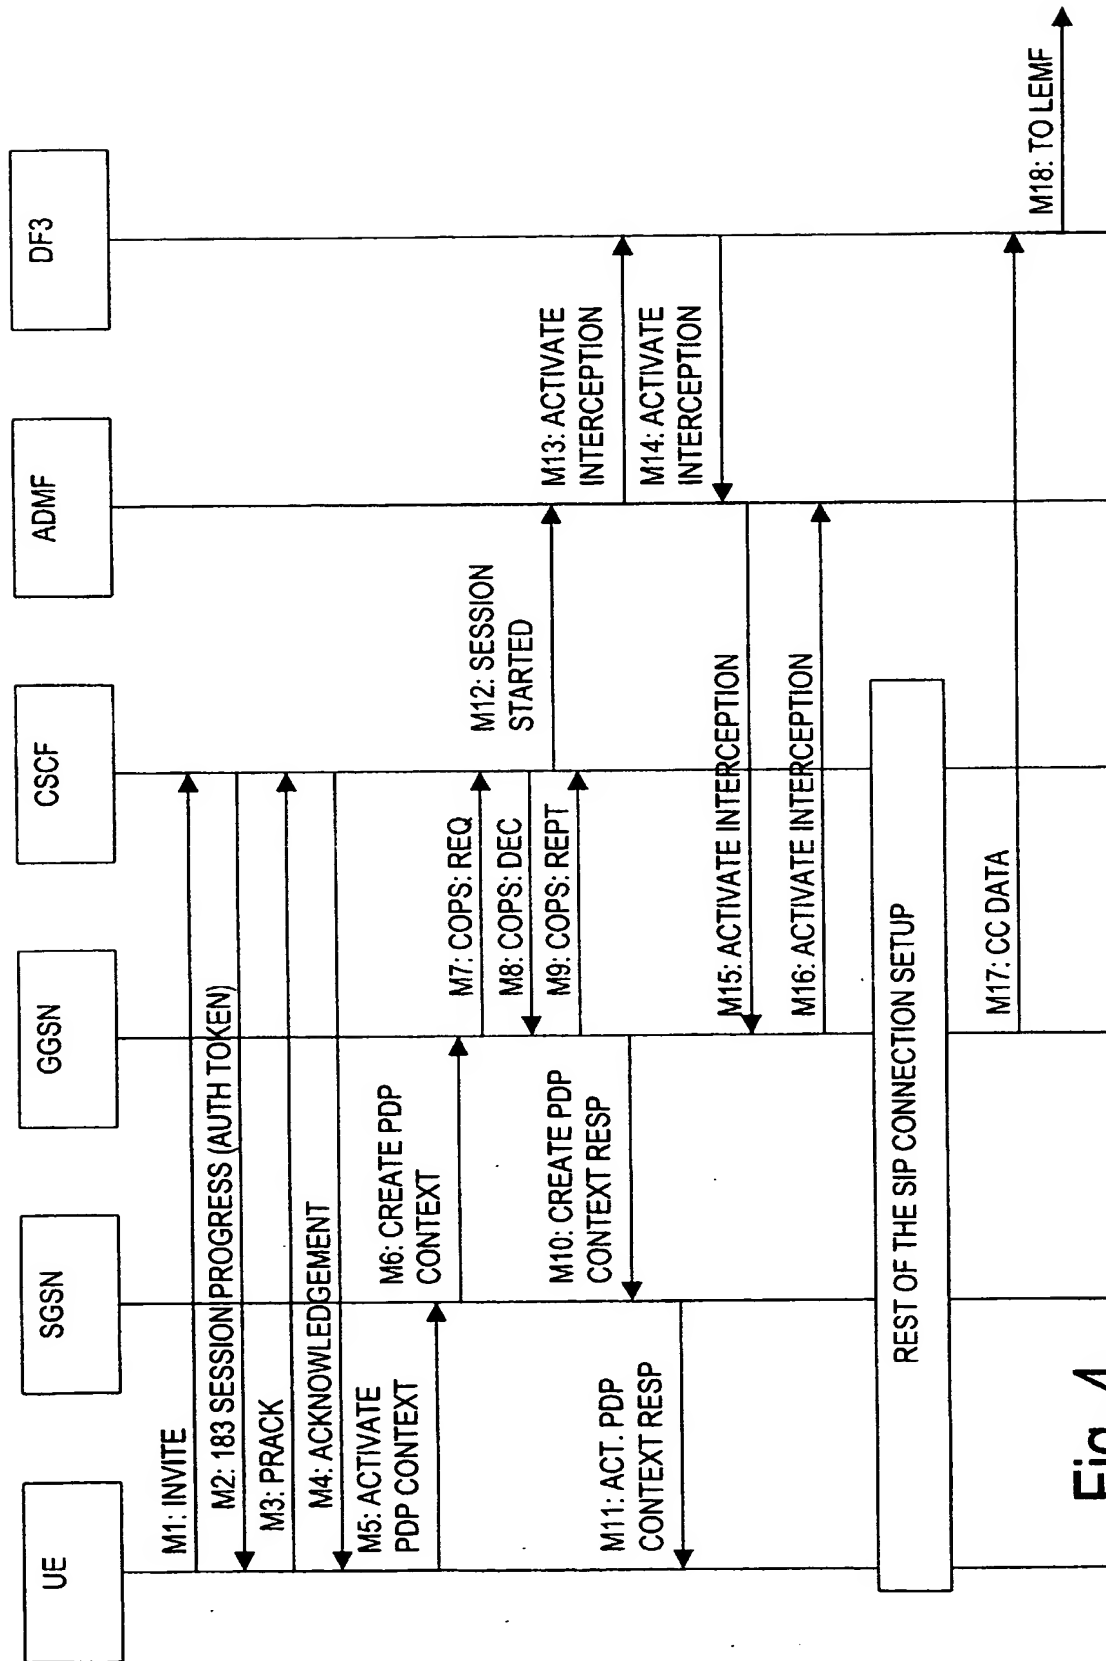 UE
SGSN
GGSN
CSCF
ADMF
DF3
M1: INVITE
M2: 183 SESSION PROGRESS (AUTH TOKEN)
M3: PRACK
M4: ACKNOWLEDGEMENT
M5: ACTIVATE
PDP CONTEXT
M6: CREATE PDP
CONTEXT
M7: COPS: REQ
M8: COPS: DEC
M9: COPS: REPT
M10: CREATE PDP
CONTEXT RESP
M11: ACT. PDP
CONTEXT RESP
M12: SESSION
STARTED
M13: ACTIVATE
INTERCEPTION
M14: ACTIVATE
INTERCEPTION
M15: ACTIVATE INTERCEPTION
M16: ACTIVATE INTERCEPTION
REST OF THE SIP CONNECTION SETUP
M17: CC DATA
M18: TO LEMF
Fig. 4